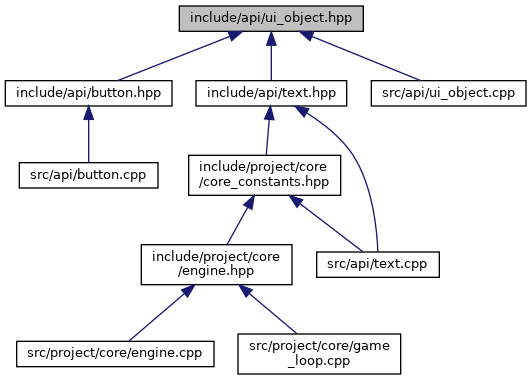 include/api/ui_object.hpp
include/api/button.hpp
include/api/text.hpp
src/api/ui_object.cpp
src/api/button.cpp
include/project/core
/core_constants.hpp
include/project/core
/engine.hpp
src/api/text.cpp
src/project/core/engine.cpp
src/project/core/game
_loop.cpp